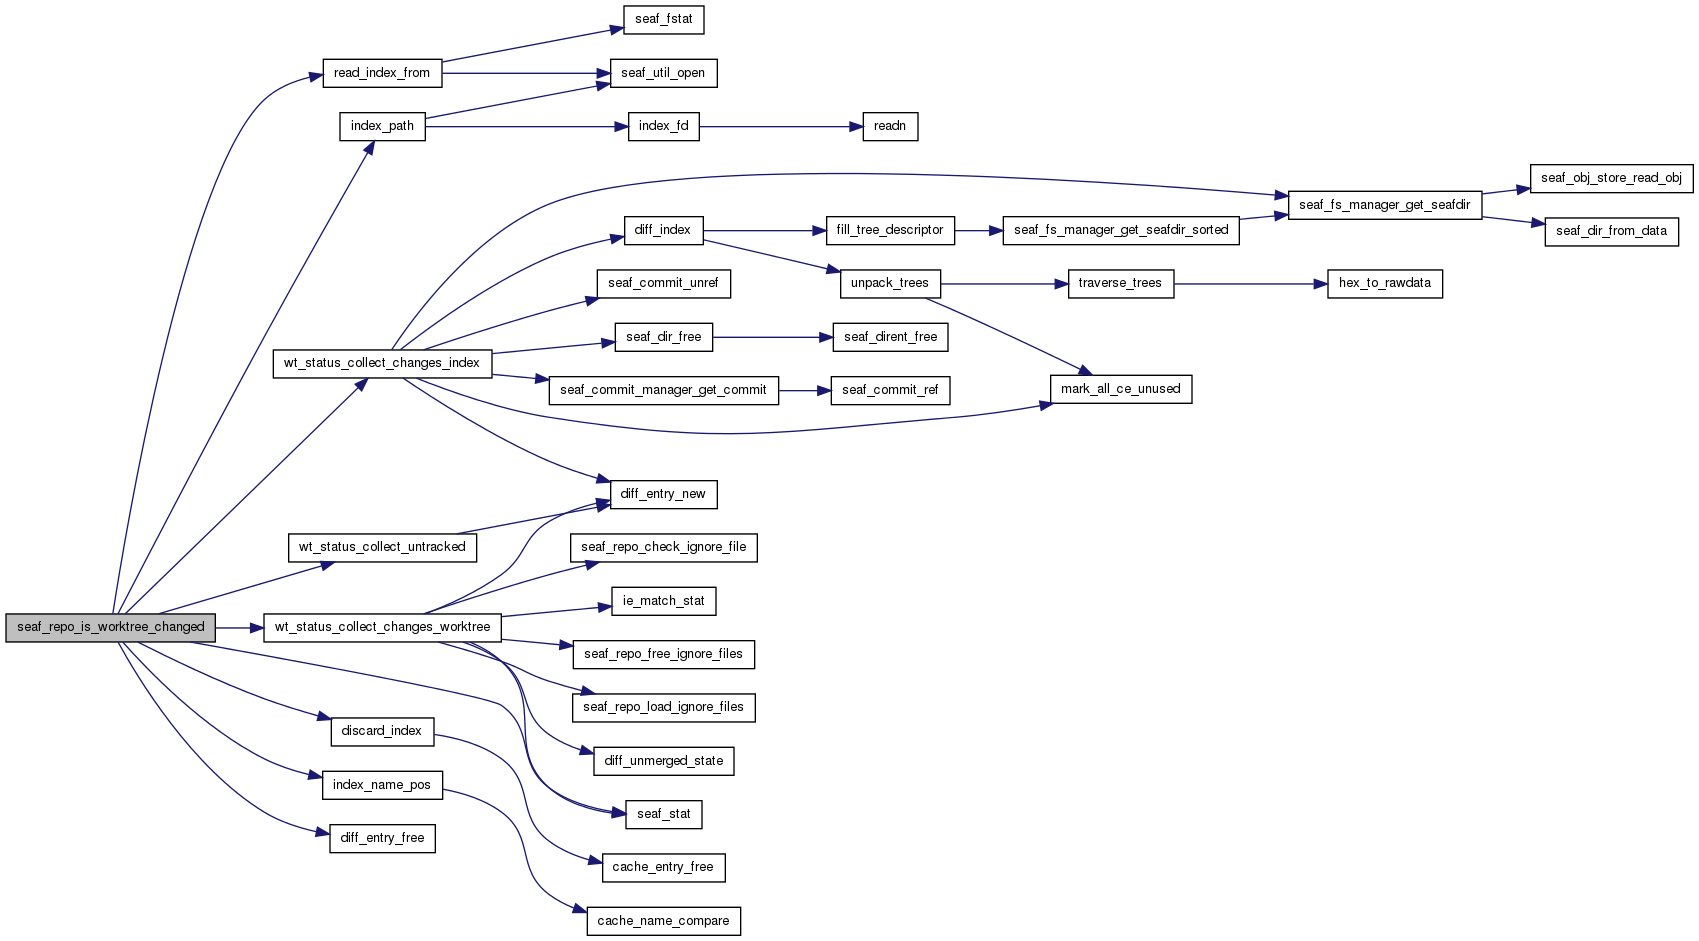 seaf_fstat
read_index_from
seaf_util_open
index_path
index_fd
readn
seaf_obj_store_read_obj
seaf_fs_manager_get_seafdir
diff_index
fill_tree_descriptor
seaf_fs_manager_get_seafdir_sorted
seaf_dir_from_data
seaf_commit_unref
unpack_trees
traverse_trees
hex_to_rawdata
seaf_dir_free
seaf_dirent_free
wt_status_collect_changes_index
seaf_commit_manager_get_commit
seaf_commit_ref
mark_all_ce_unused
diff_entry_new
wt_status_collect_untracked
seaf_repo_check_ignore_file
ie_match_stat
seaf_repo_is_worktree_changed
wt_status_collect_changes_worktree
seaf_repo_free_ignore_files
seaf_repo_load_ignore_files
discard_index
diff_unmerged_state
index_name_pos
seaf_stat
diff_entry_free
cache_entry_free
cache_name_compare